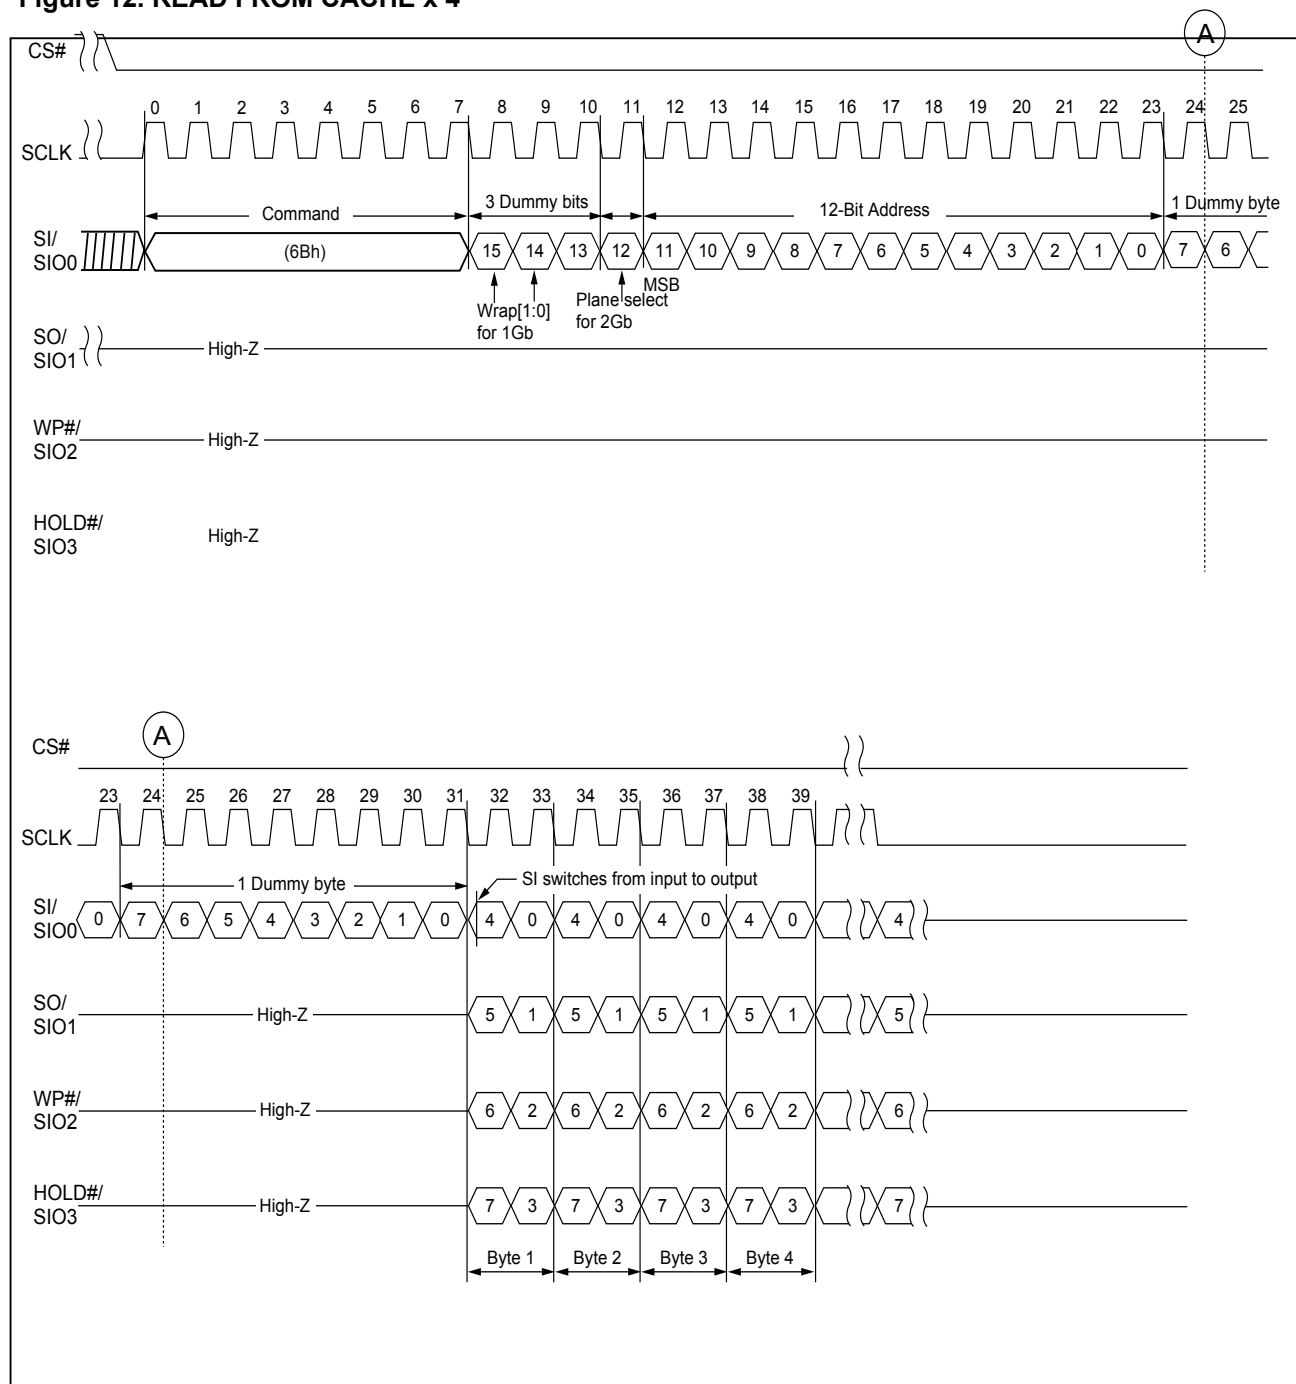 Figure 12. READ FROM CACHE x 4
A
CS#
0 1 2 3 4 5 6 7 8 9 10 11 12 13 14 15 16 17 18 19 20 21 22 23 24 25
SCLK
Command 3 Dummy bits 12-Bit Address 1 Dummy byte
SI/
SIO0
(6Bh) 15 14 13 12 11 10 9 8 7 6 5 4 3 2 1 0 7 6
MSB
Wrap[1:0]
for 1Gb
Plane select
for 2Gb
SO/
SIO1
High-Z
WP#/
SIO2
High-Z
HOLD#/
SIO3
High-Z
A
CS#
23 24 25 26 27 28 29 30 31 32 33 34 35 36 37 38 39
SCLK
1 Dummy byte SI switches from input to output
SI/
SIO0
0 7 6 5 4 3 2 1 0 4 0 4 0 4 0 4 0 4
SO/
SIO1
High-Z 5 1 5 1 5 1 5 1 5
WP#/
SIO2
High-Z 6 2 6 2 6 2 6 2 6
HOLD#/
SIO3
High-Z 7 3 7 3 7 3 7 3 7
Byte 1 Byte 2 Byte 3 Byte 4